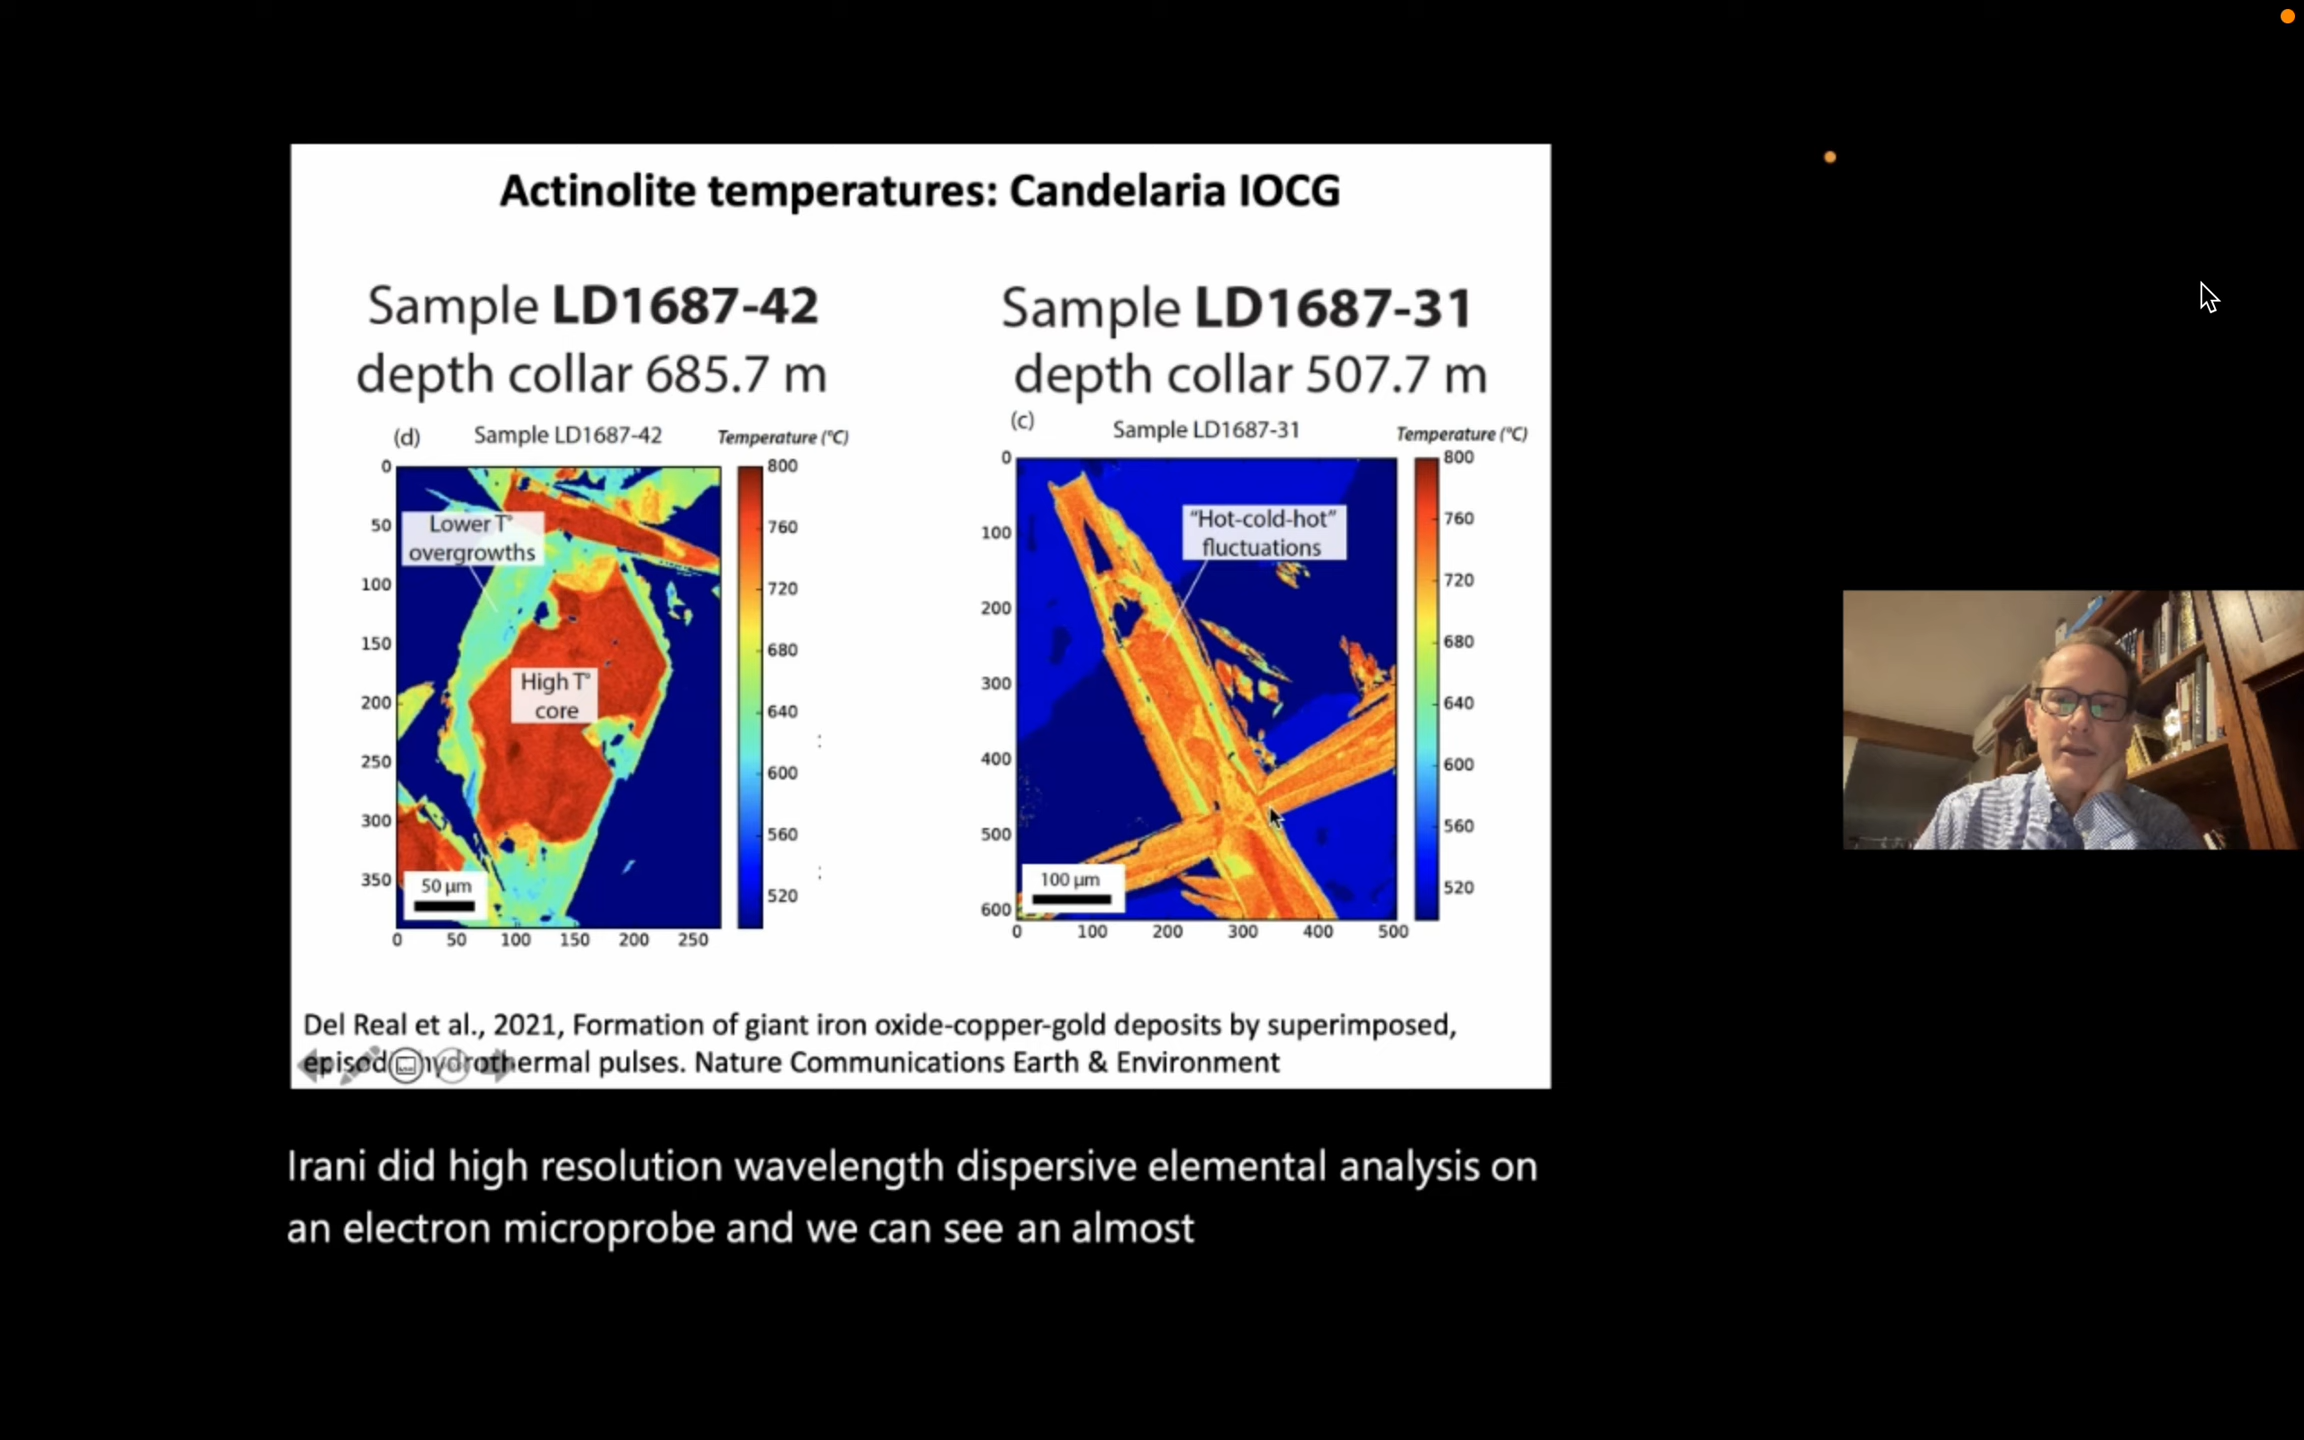 Actinolite temperatures: Candelaria IOCG
Sample LD1687-42
depth collar 685.7 m
(d)
Sample LD1687-42
Temperature (°C)
0
50
100
150
200
250
300
350
0
50
100
150
200
250
Lower T°
overgrowths
High T°
core
50 µm
800
760
720
680
640
600
560
520
:
:
Sample LD1687-31
depth collar 507.7 m
(c)
Sample LD1687-31
Temperature (°C)
0
100
200
300
400
500
600
0
100
200
300
400
500
“Hot-cold-hot”
fluctuations
100 µm
800
760
720
680
640
600
560
520
Del Real et al., 2021, Formation of giant iron oxide-copper-gold deposits by superimposed,
hydrothermal pulses. Nature Communications Earth & Environment
Irani did high resolution wavelength dispersive elemental analysis on
an electron microprobe and we can see an almost